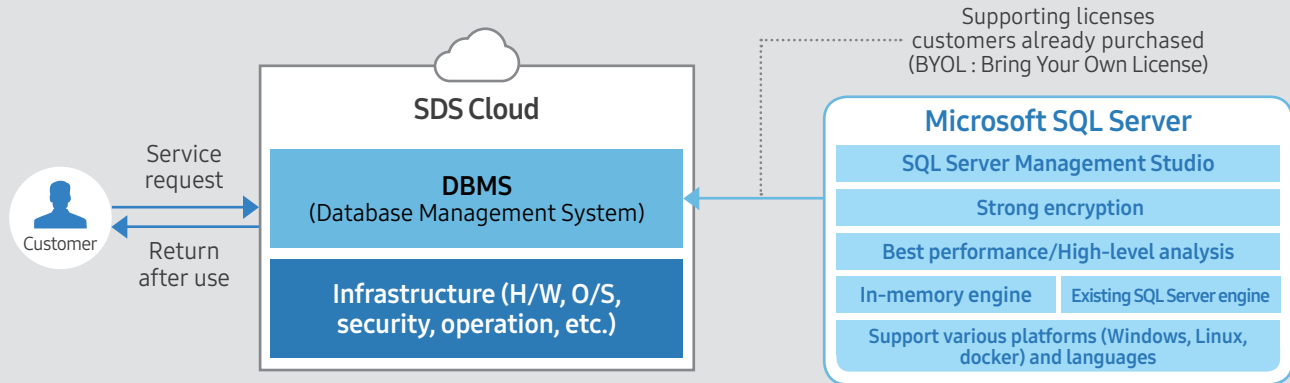 Supporting licenses
customers already purchased
(BYOL : Bring Your Own License)
SDS Cloud
Microsoft SQL Server
Service
request
Customer
Return
after use
DBMS
(Database Management System)
Infrastructure (H/W, O/S,
security, operation, etc.)
SQL Server Management Studio
Strong encryption
Best performance/High-level analysis
In-memory engine
Existing SQL Server engine
Support various platforms (Windows, Linux,
docker) and languages